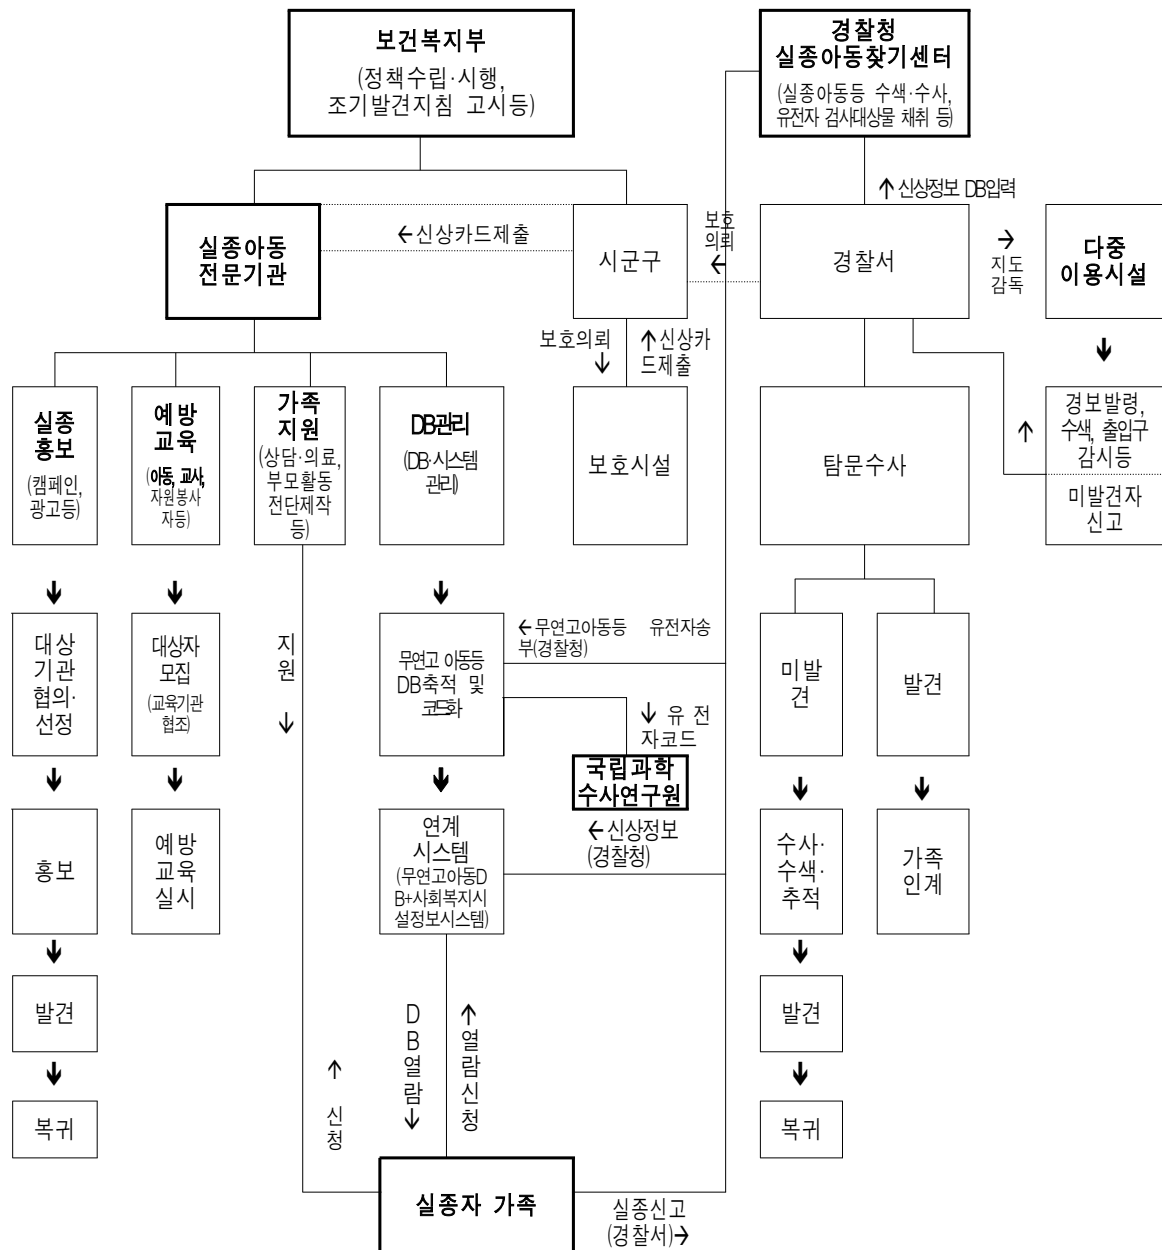 보건복지부
(정책수립·시행,
조기발견지침 고시등)
경찰청
실종아동찾기센터
(실종아동등 수색·수사,
유전자 검사대상물 채취 등)
↑신상정보 DB입력
실종아동
전문기관
←신상카드제출
시군구
보호
의뢰
←
경찰서
→
지도
감독
다중
이용시설
보호의뢰
↓
↑신상카
드제출
실종
홍보
(캠페인,
광고등)
예방
교육
(아동, 교사,
자원봉사
자등)
가족
지원
(상담·의료,
부모활동
전단제작
등)
DB관리
(DB·시스템
관리)
보호시설
탐문수사
↑
경보발령,
수색, 출입구
감시등
미발견자
신고
대상
기관
협의·
선정
대상자
모집
(교육기관
협조)
지
원
↓
무연고 아동등
DB축적 및
코드화
←무연고아동등 유전자송
부(경찰청)
↓ 유 전
자코드
국립과학
수사연구원
←신상정보
(경찰청)
미발
견
발견
홍보
예방
교육
실시
연계
시스템
(무연고아동D
B+사회복지시
설정보시스템)
수사·
수색·
추적
가족
인계
발견
D
B
열
람
↓
↑
열
람
신
청
발견
↑
신
청
복귀
복귀
실종자 가족
실종신고
(경찰서)→